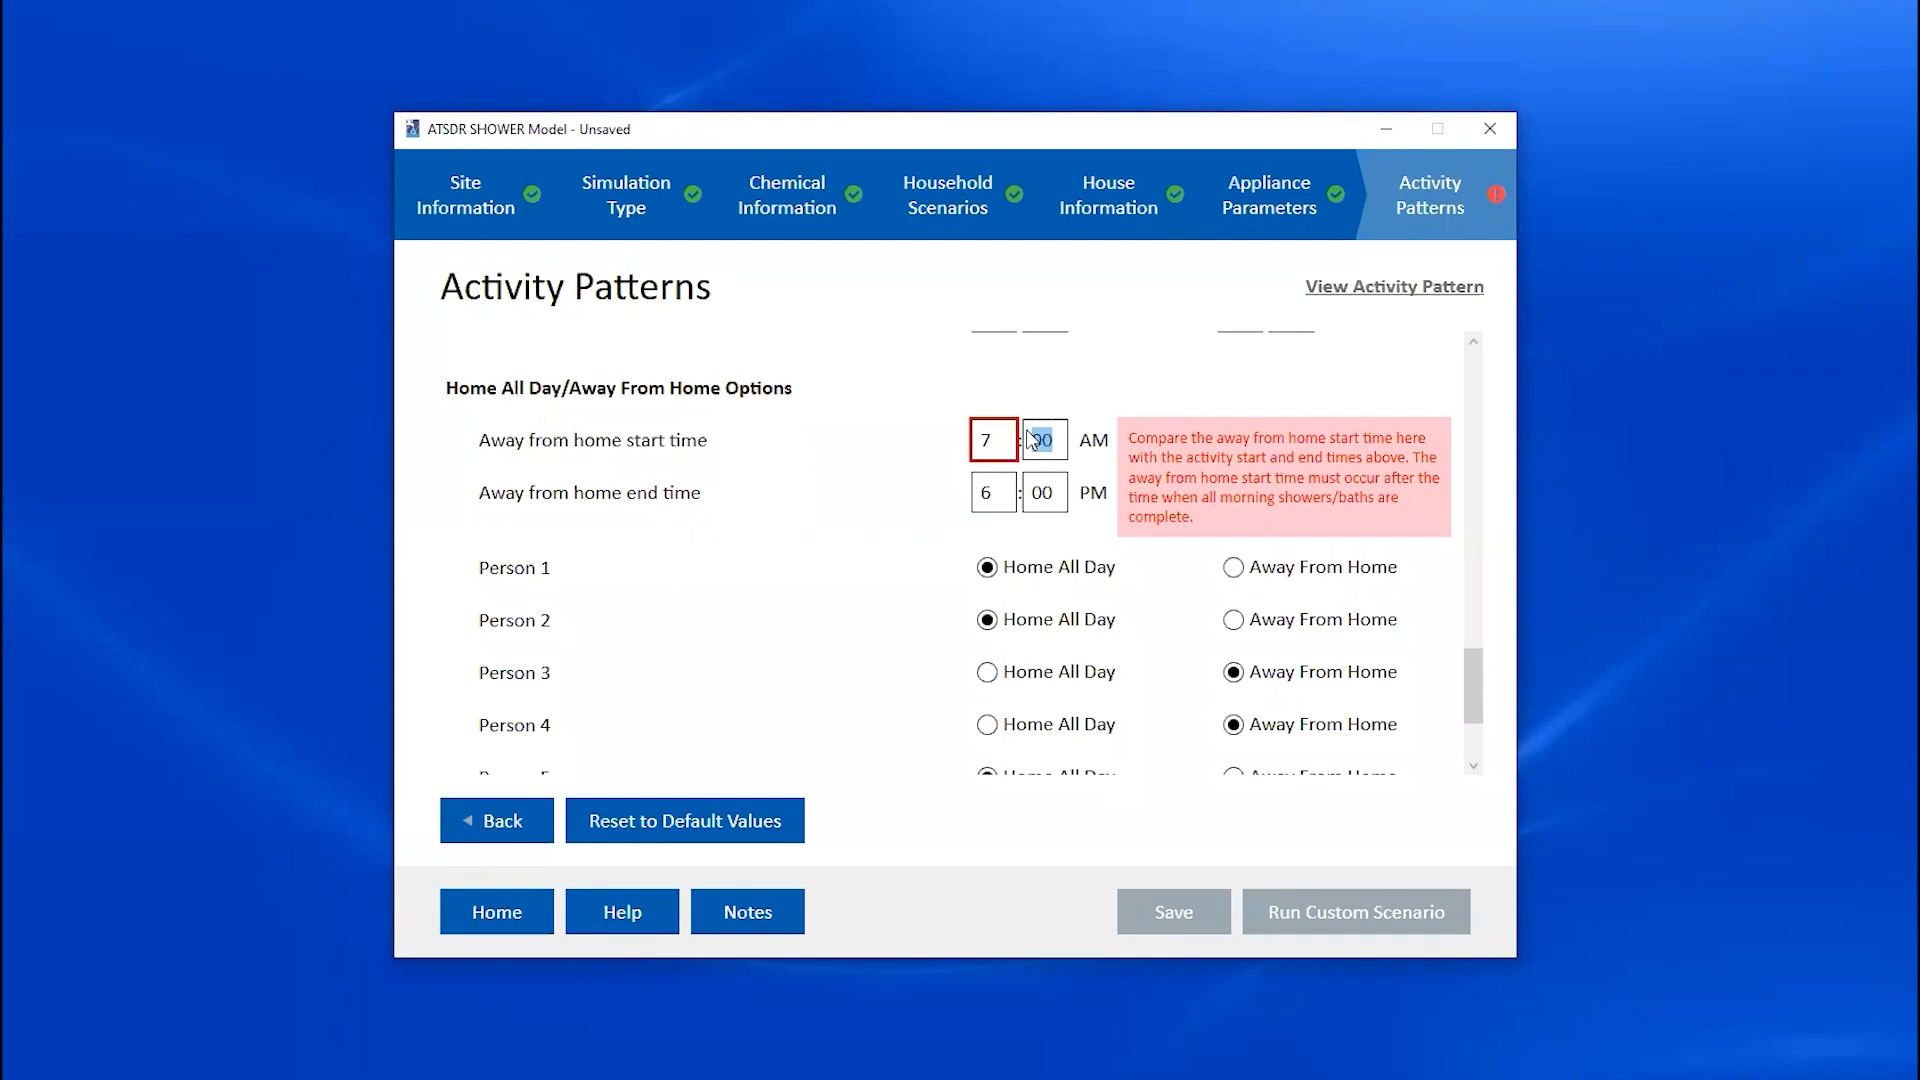 ATSDR SHOWER Model - Unsaved
Site Information
Simulation Type
Chemical Information
Household Scenarios
House Information
Appliance Parameters
Activity Patterns
Activity Patterns
View Activity Pattern
Home All Day/Away From Home Options
Away from home start time 7 : 00 AM
Compare the away from home start time here
with the activity start and end times above. The
away from home start time must occur after the
time when all morning showers/baths are
complete.
Away from home end time 6 : 00 PM
Person 1 Home All Day Away From Home
Person 2 Home All Day Away From Home
Person 3 Home All Day Away From Home
Person 4 Home All Day Away From Home
Back Reset to Default Values
Home Help Notes Save Run Custom Scenario